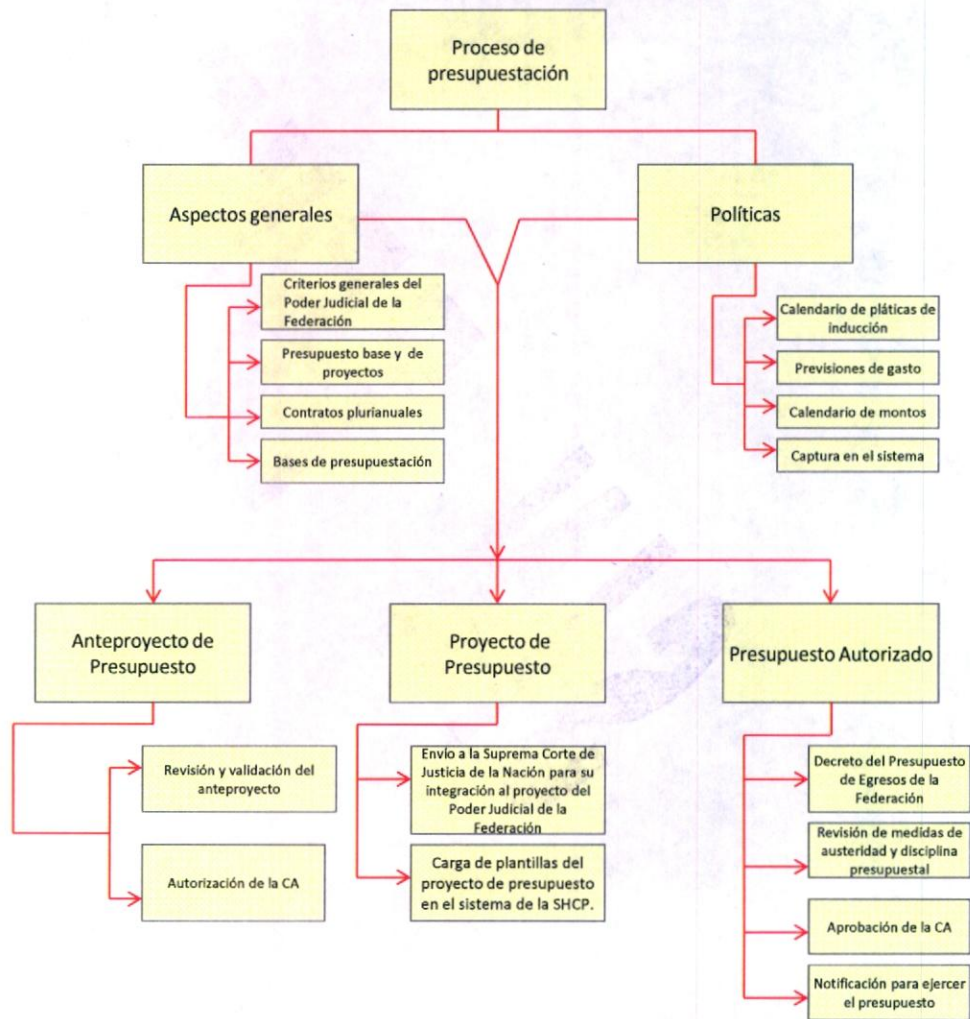 Proceso de
presupuestación
Aspectos generales
Políticas
Criterios generales del
Poder Judicial de la
Federación
Presupuesto base y de
proyectos
Contratos plurianuales
Bases de presupuestación
Calendario de pláticas de
inducción
Previsiones de gasto
Calendario de montos
Captura en el sistema
Anteproyecto de
Presupuesto
Revisión y validación del
anteproyecto
Autorización de la CA
Proyecto de
Presupuesto
Envío a la Suprema Corte de
Justicia de la Nación para su
integración al proyecto del
Poder Judicial de la
Federación
Carga de plantillas del
proyecto de presupuesto
en el sistema de la SHCP.
Presupuesto Autorizado
Decreto del Presupuesto
de Egresos de la
Federación
Revisión de medidas de
austeridad y disciplina
presupuestal
Aprobación de la CA
Notificación para ejercer
el presupuesto